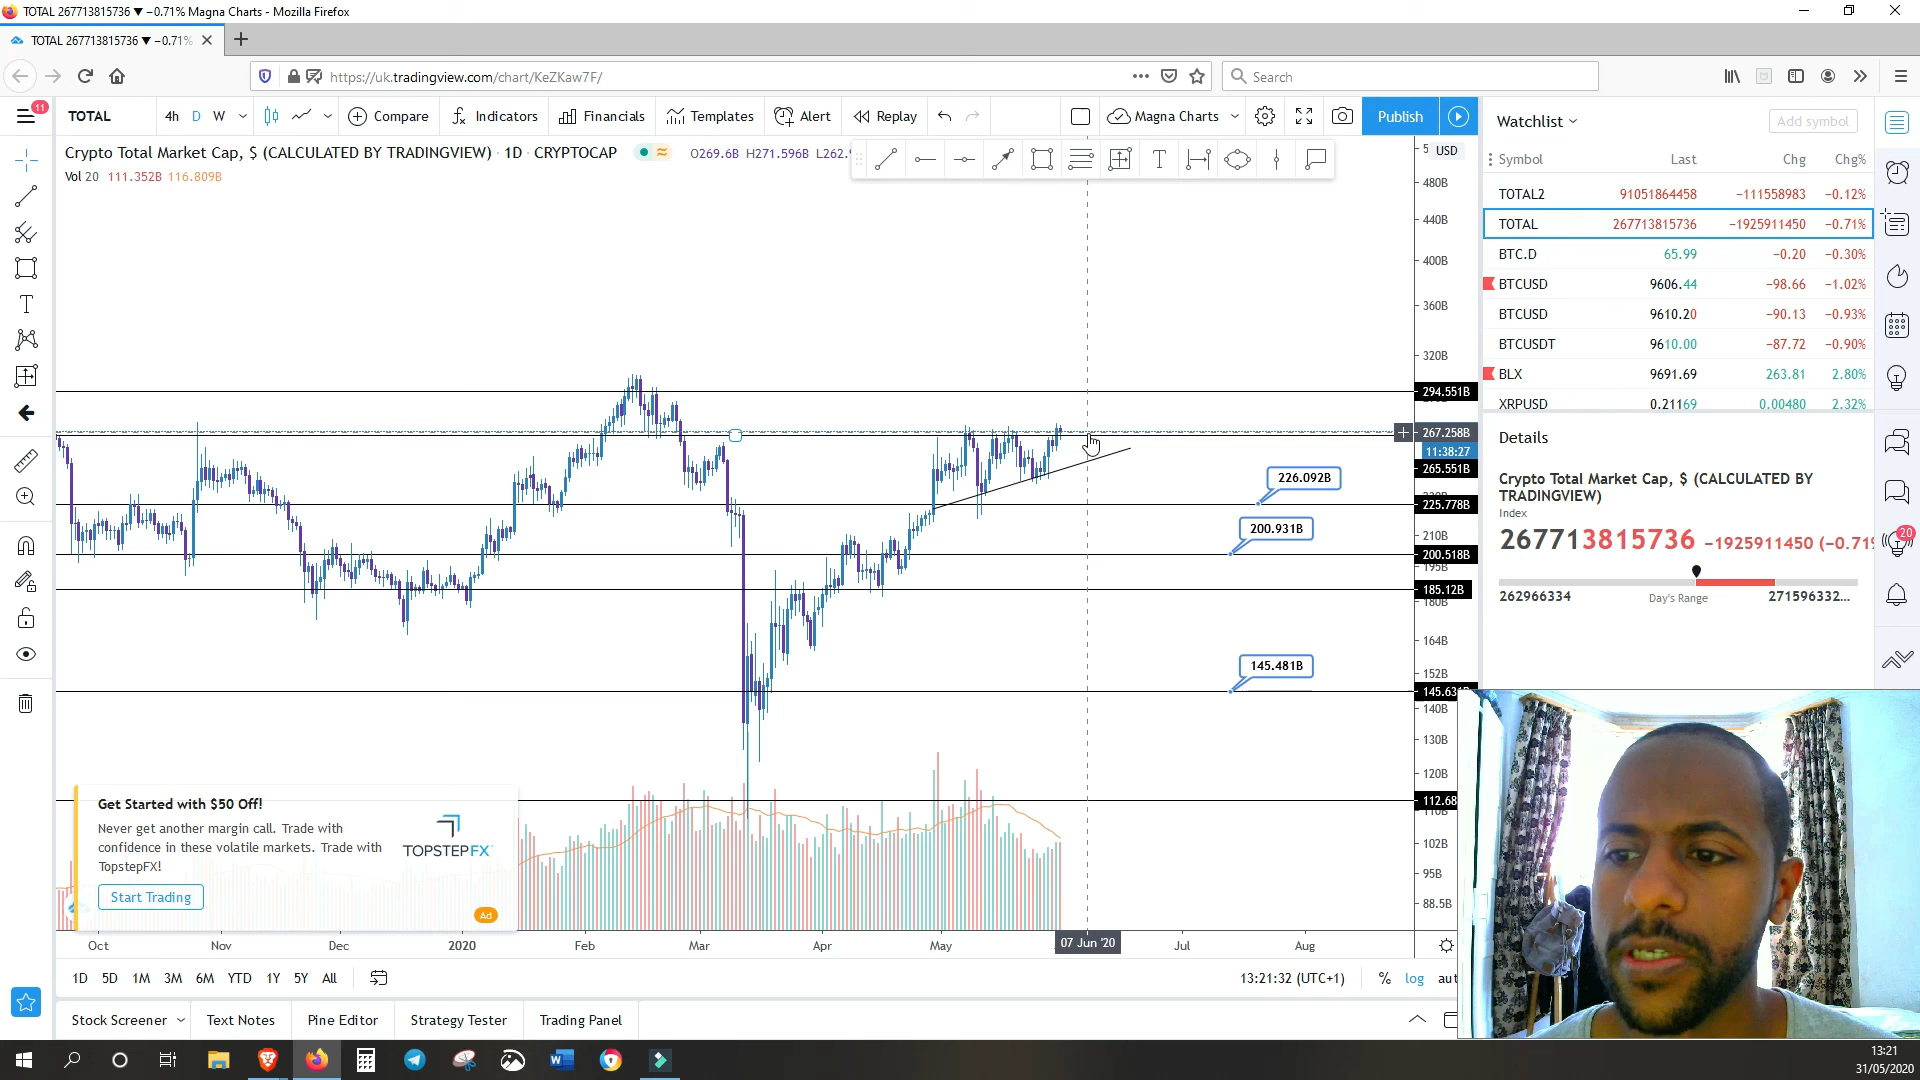 TOTAL 267713815736 ▼ −0.71% Magna Charts - Mozilla Firefox
TOTAL 267713815736 ▼ −0.71%
https://uk.tradingview.com/chart/KeZKaw7F/
Search
11
TOTAL
4h
D
W
Compare
Indicators
Financials
Templates
Alert
Replay
Magna Charts
Publish
Crypto Total Market Cap, $ (CALCULATED BY TRADINGVIEW) · 1D · CRYPTOCAP
O269.6B H271.596B
Vol 20 111.352B 116.809B
T
T
USD
480B
440B
400B
360B
320B
294.551B
267.258B
11:38:27
265.551B
225.778B
210B
200.518B
195B
185.12B
180B
164B
152B
140B
130B
120B
112.68
110B
102B
95B
88.5B
226.092B
200.931B
145.481B
Get Started with $50 Off!
Never get another margin call. Trade with
confidence in these volatile markets. Trade with
TopstepFX!
Start Trading
TOPSTEPFX
Ad
Oct
Nov
Dec
2020
Feb
Mar
Apr
May
07 Jun '20
Jul
Aug
1D 5D 1M 3M 6M YTD 1Y 5Y All
13:21:32 (UTC+1)
%
log
Stock Screener
Text Notes
Pine Editor
Strategy Tester
Trading Panel
Watchlist
Add symbol
Symbol Last Chg Chg%
TOTAL2 91051864458 −111558983 −0.12%
TOTAL 267713815736 −1925911450 −0.71%
BTC.D 65.99 −0.20 −0.30%
BTCUSD 9606.44 −98.66 −1.02%
BTCUSD 9610.20 −90.13 −0.93%
BTCUSDT 9610.00 −87.72 −0.90%
BLX 9691.69 263.81 2.80%
XRPUSD 0.21169 0.00480 2.32%
Details
Crypto Total Market Cap, $ (CALCULATED BY
TRADINGVIEW)
Index
267713815736 −1925911450
262966334
Day's Range
271596332...
20
13:21
31/05/2020